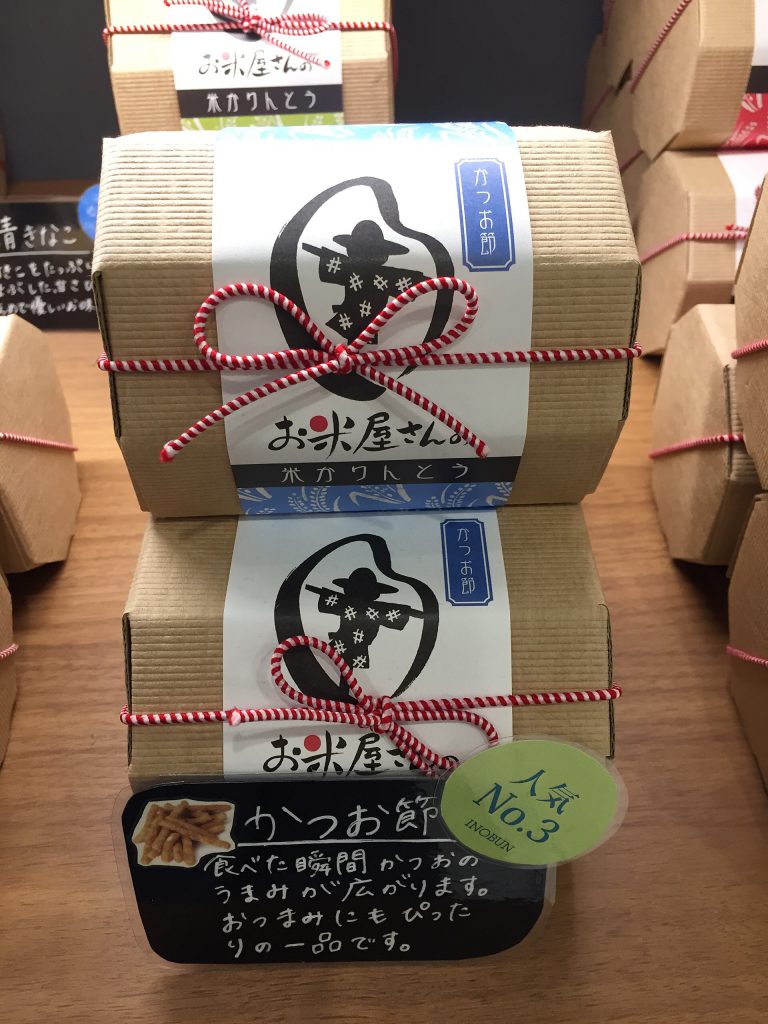 お米屋さんの
米かりんとう
青きなこ
かつお節
お米屋さんの
米かりんとう
かつお節
お米屋さんの
人気
No.3
INOBUN
かつお節
食べた瞬間かつおの
うまみが広がります。
おつまみにもぴった
りの一品です。